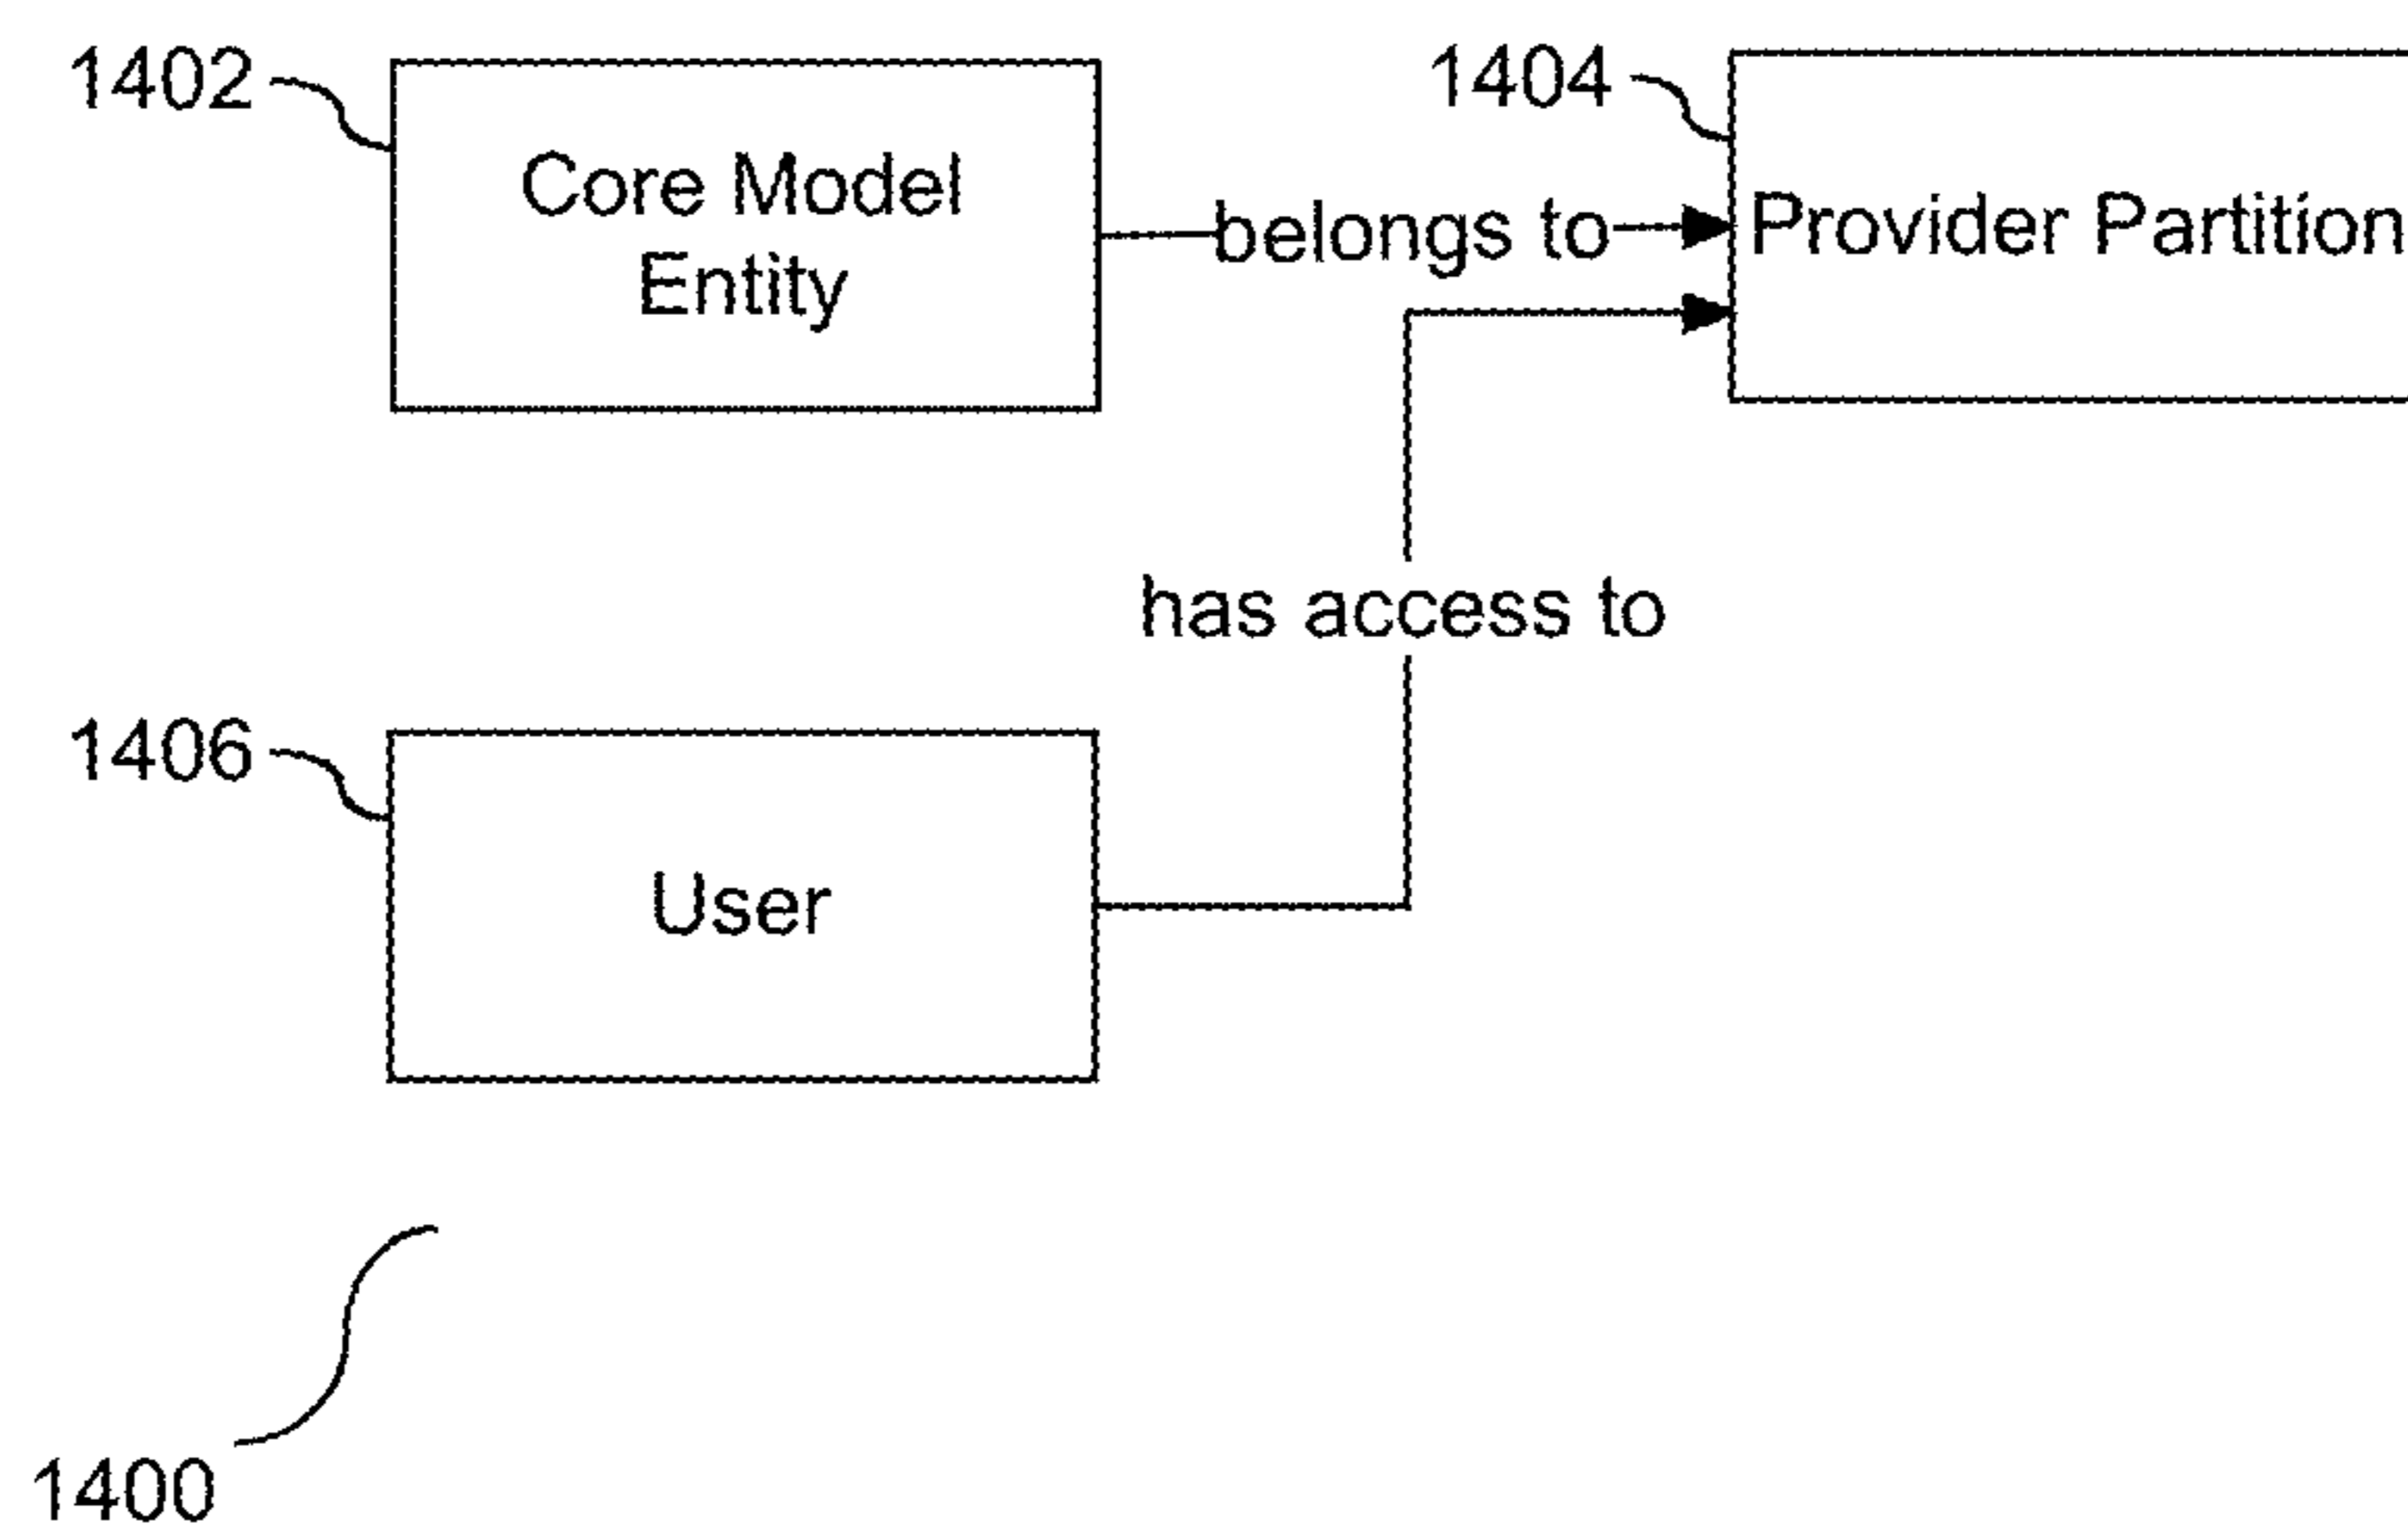 1402
Core Model
Entity
belongs to
1404
Provider Partition
has access to
1406
User
1400